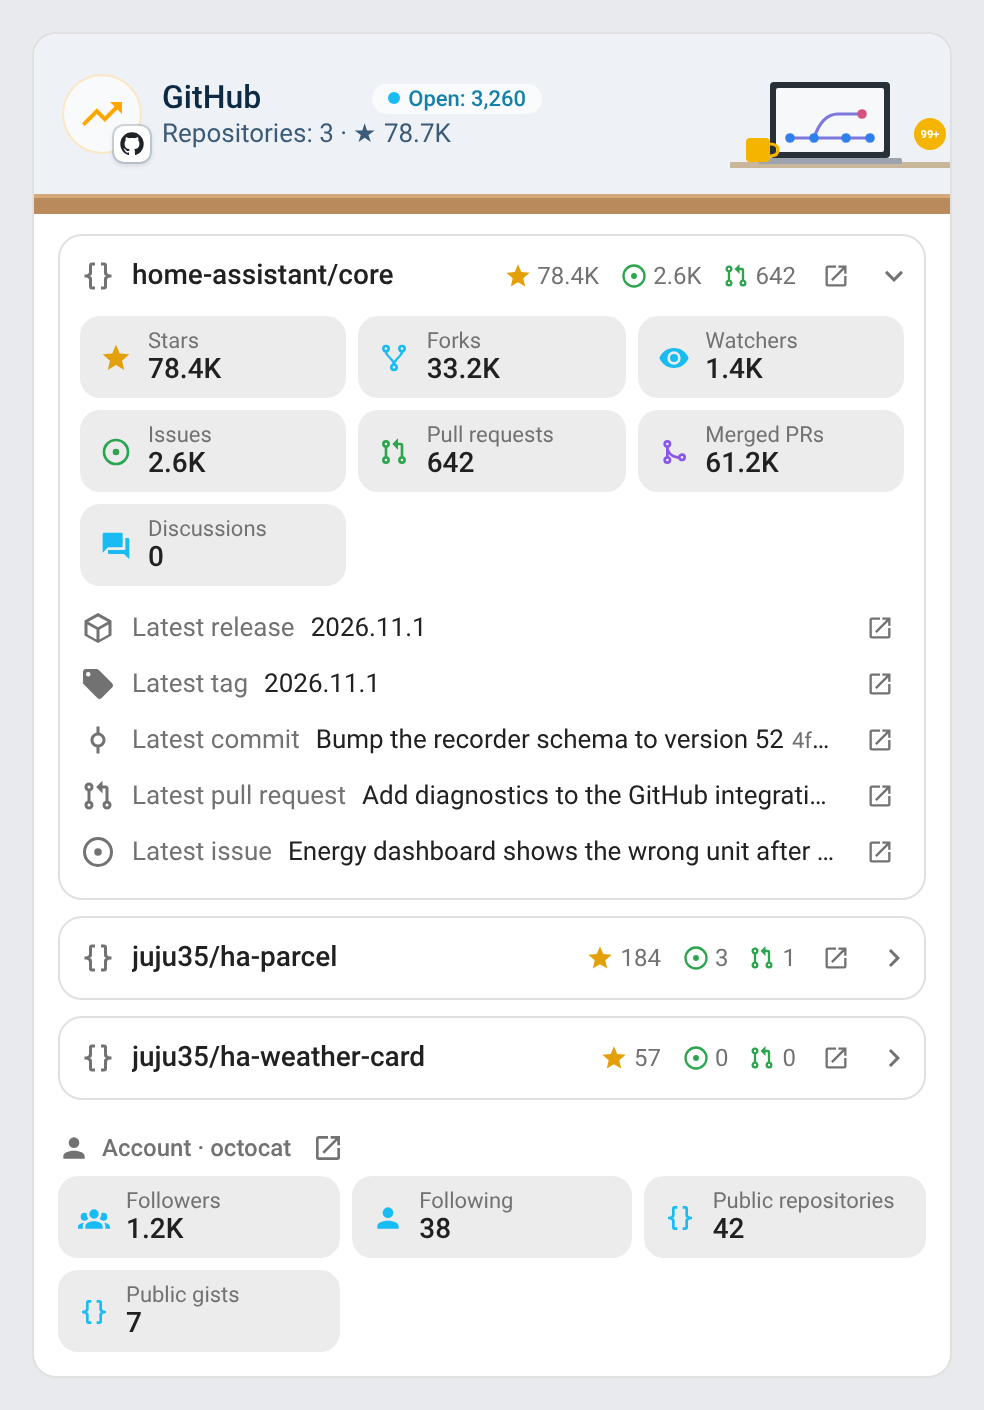 GitHub
Open: 3,260
Repositories: 3 · ★ 78.7K
99+
home-assistant/core
78.4K
2.6K
642
Stars
78.4K
Forks
33.2K
Watchers
1.4K
Issues
2.6K
Pull requests
642
Merged PRs
61.2K
Discussions
0
Latest release 2026.11.1
Latest tag 2026.11.1
Latest commit Bump the recorder schema to version 52 4f...
Latest pull request Add diagnostics to the GitHub integrati...
Latest issue Energy dashboard shows the wrong unit after ...
juju35/ha-parcel
184
3
1
juju35/ha-weather-card
57
0
0
Account · octocat
Followers
1.2K
Following
38
Public repositories
42
Public gists
7